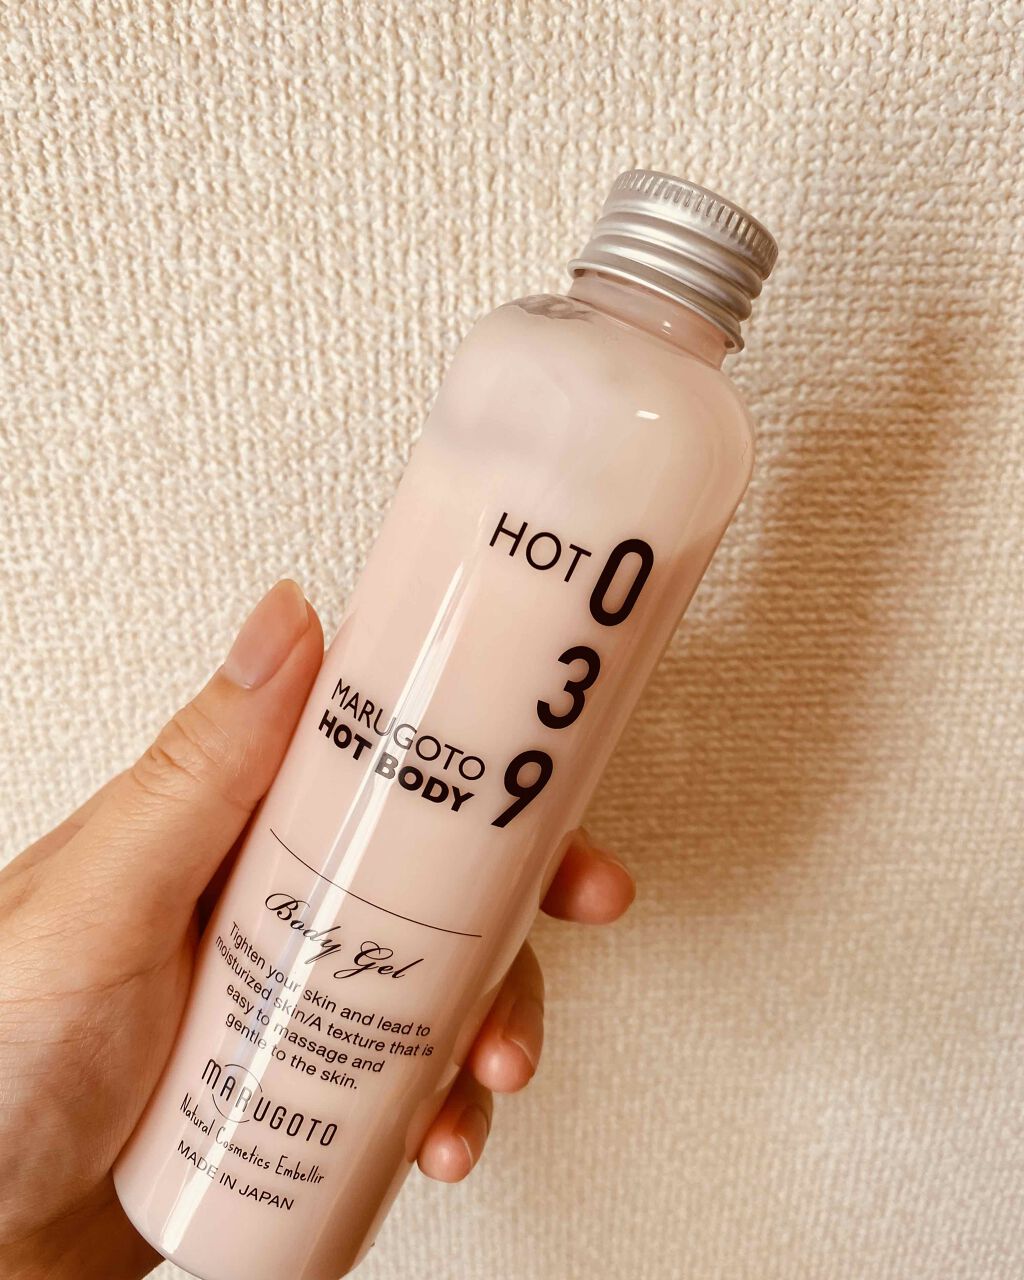 HOT 0
3
9
MARUGOTO
HOT BODY
Body Gel
Tighten your skin and lead to
moisturized skin/A texture that is
easy to massage and
gentle to the skin.
MARUGOTO
Natural Cosmetics Embellir
MADE IN JAPAN